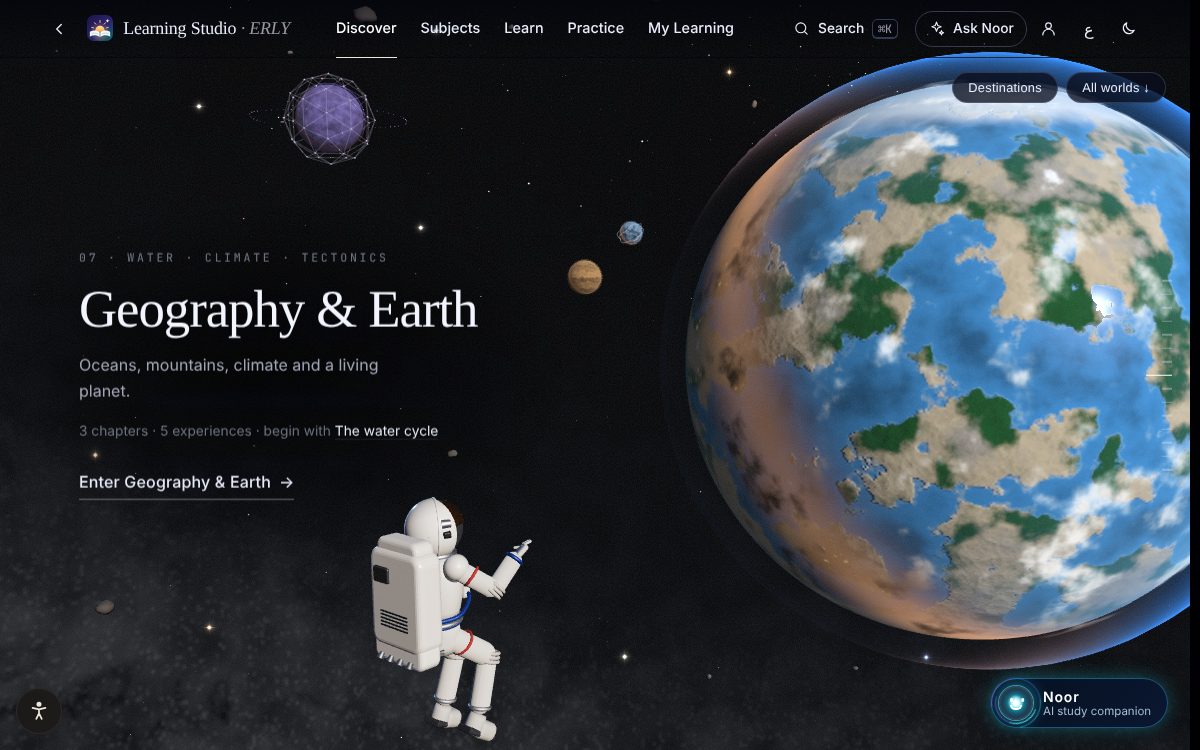 Learning Studio · ERLY
Discover
Subjects
Learn
Practice
My Learning
Search
⌘K
Ask Noor
ع
Destinations
All worlds ↓
07 · WATER · CLIMATE · TECTONICS
Geography & Earth
Oceans, mountains, climate and a living
planet.
3 chapters · 5 experiences · begin with The water cycle
Enter Geography & Earth →
Noor
AI study companion